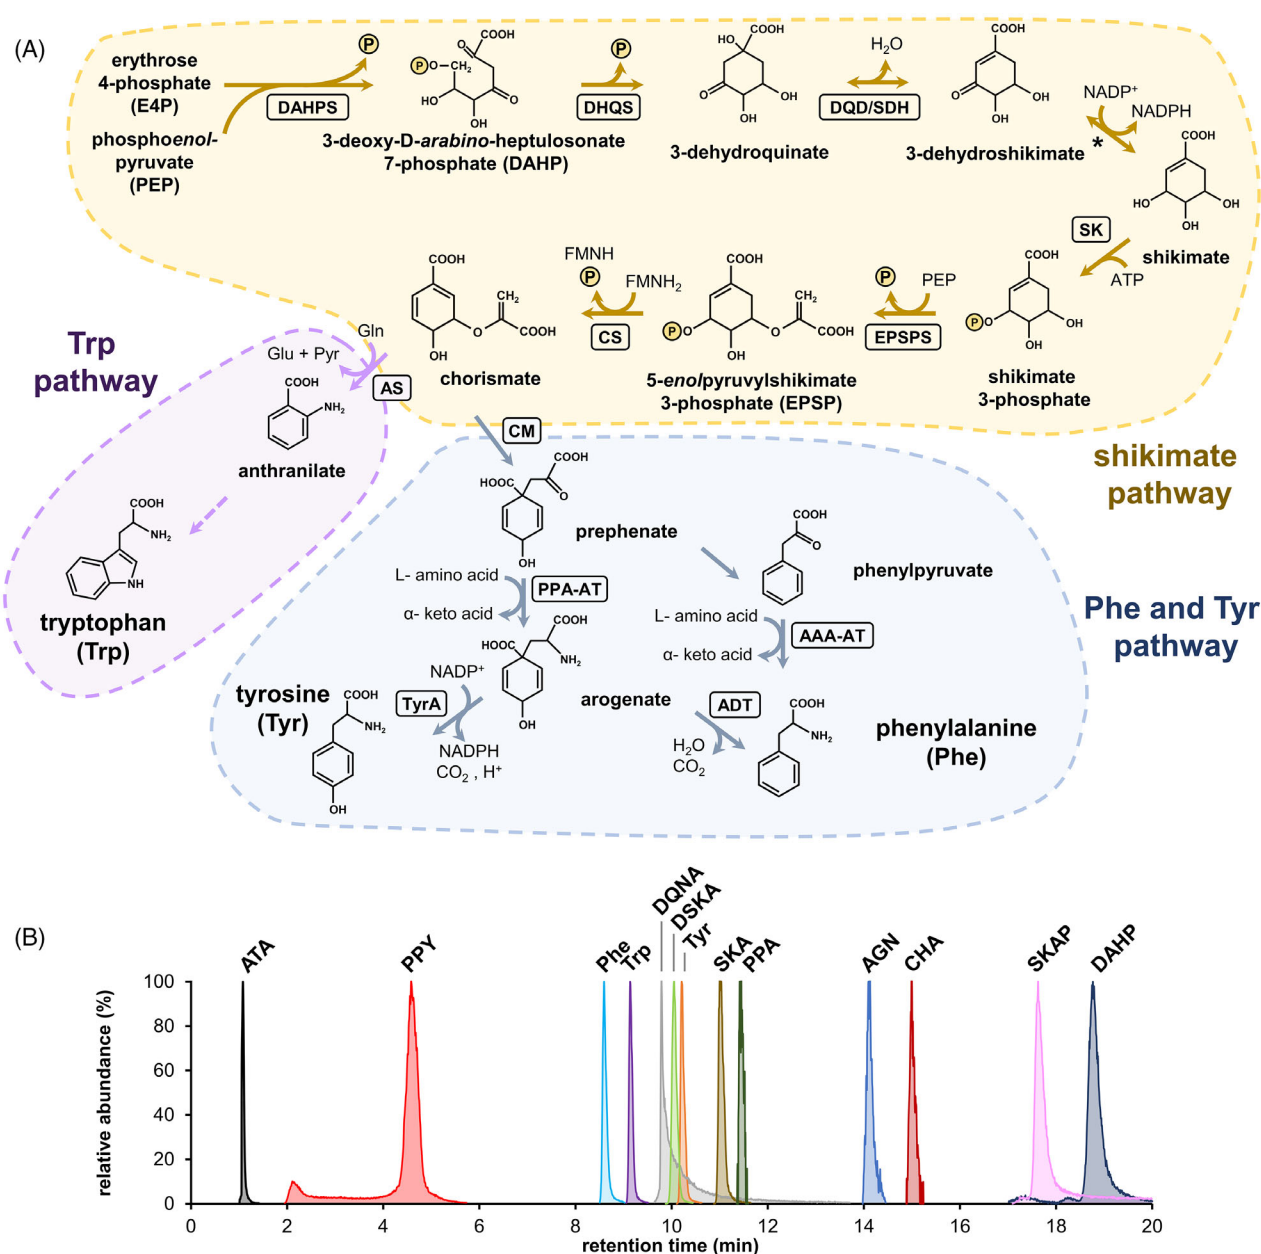 (A)
erythrose
4-phosphate
(E4P)
phosphoenol-
pyruvate
(PEP)
P
DAHPS
COOH
O
P
O
CH2
HO
O
OH
3-deoxy-D-arabino-heptulosonate
7-phosphate (DAHP)
P
DHQS
HO
COOH
O
OH
OH
3-dehydroquinate
H2O
DQD/SDH
COOH
O
OH
OH
3-dehydroshikimate
NADP+
NADPH
*
COOH
HO
OH
OH
shikimate
SK
ATP
COOH
P
O
OH
OH
shikimate
3-phosphate
P
PEP
EPSPS
COOH
CH2
P
O
O
COOH
OH
5-enolpyruvylshikimate
3-phosphate (EPSP)
FMNH
P
FMNH2
CS
COOH
CH2
O
COOH
OH
chorismate
Gln
Glu + Pyr
AS
Trp
pathway
COOH
NH2
anthranilate
COOH
NH2
NH
tryptophan
(Trp)
shikimate
pathway
CM
COOH
HOOC
O
OH
prephenate
COOH
O
phenylpyruvate
L- amino acid
PPA-AT
α- keto acid
L- amino acid
AAA-AT
α- keto acid
Phe and Tyr
pathway
COOH
HOOC
NH2
OH
arogenate
NADP+
TyrA
NADPH
CO2 , H+
tyrosine
(Tyr)
COOH
NH2
OH
ADT
H2O
CO2
COOH
NH2
phenylalanine
(Phe)
(B)
ATA
PPY
Phe
Trp
DQNA
DSKA
Tyr
SKA
PPA
AGN
CHA
SKAP
DAHP
relative abundance (%)
100
80
60
40
20
0
0 2 4 6 8 10 12 14 16 18 20
retention time (min)